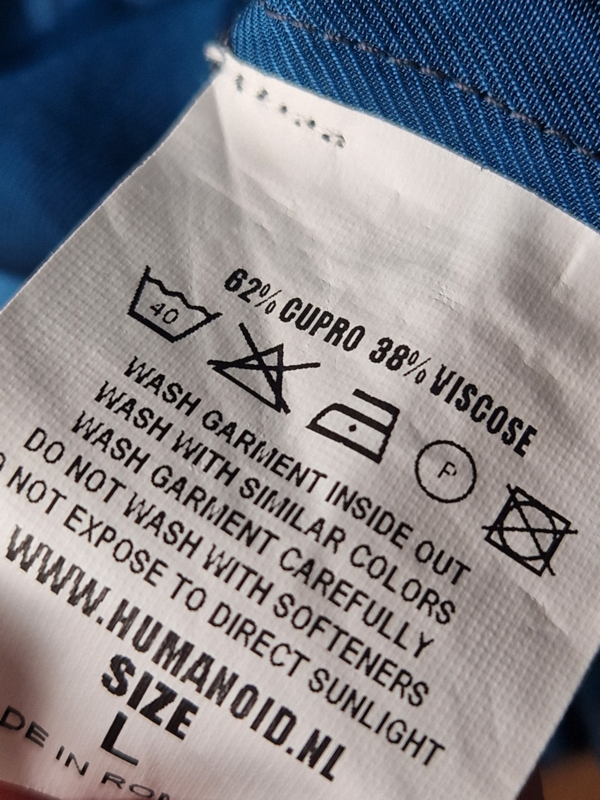 62% CUPRO 38% VISCOSE
40
P
WASH GARMENT INSIDE OUT
WASH WITH SIMILAR COLORS
WASH GARMENT CAREFULLY
DO NOT WASH WITH SOFTENERS
NOT EXPOSE TO DIRECT SUNLIGHT
WWW.HUMANOID.NL
SIZE
L
IN